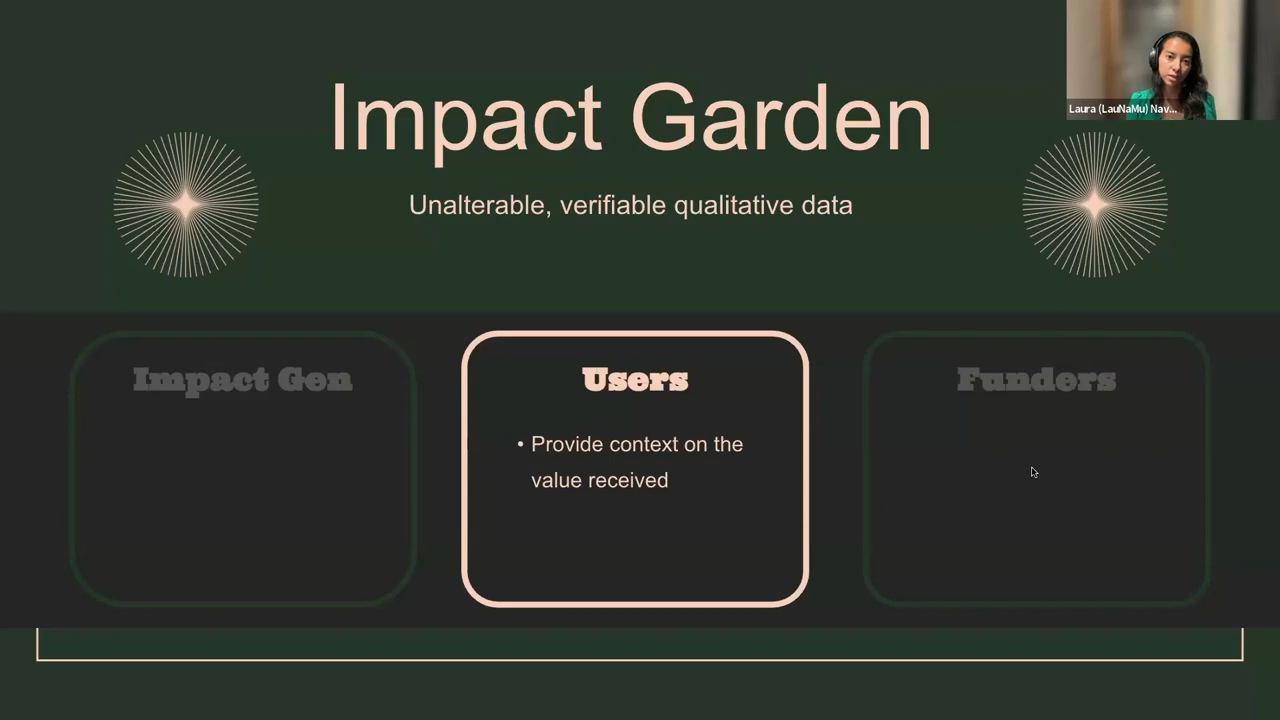 Impact Garden
Laura (LauNaMu) Nav...
Unalterable, verifiable qualitative data
Impact Gen
Users
Funders
• Provide context on the
value received